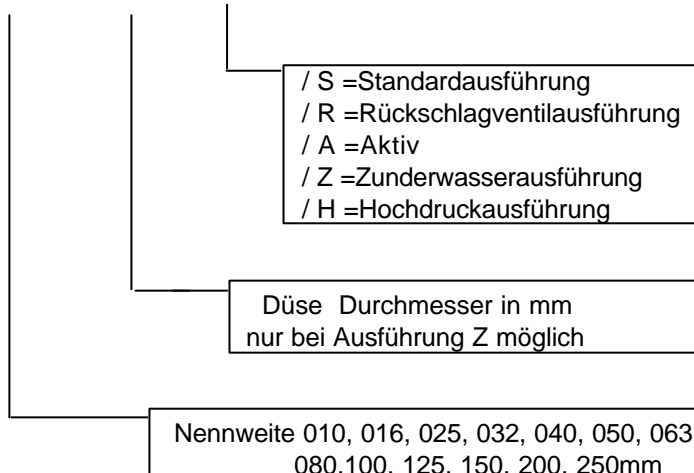 / S =Standardausführung
/ R =Rückschlagventilausführung
/ A =Aktiv
/ Z =Zunderwasserausführung
/ H =Hochdruckausführung
Düse Durchmesser in mm
nur bei Ausführung Z möglich
Nennweite 010, 016, 025, 032, 040, 050, 063
080,100, 125, 150, 200, 250mm